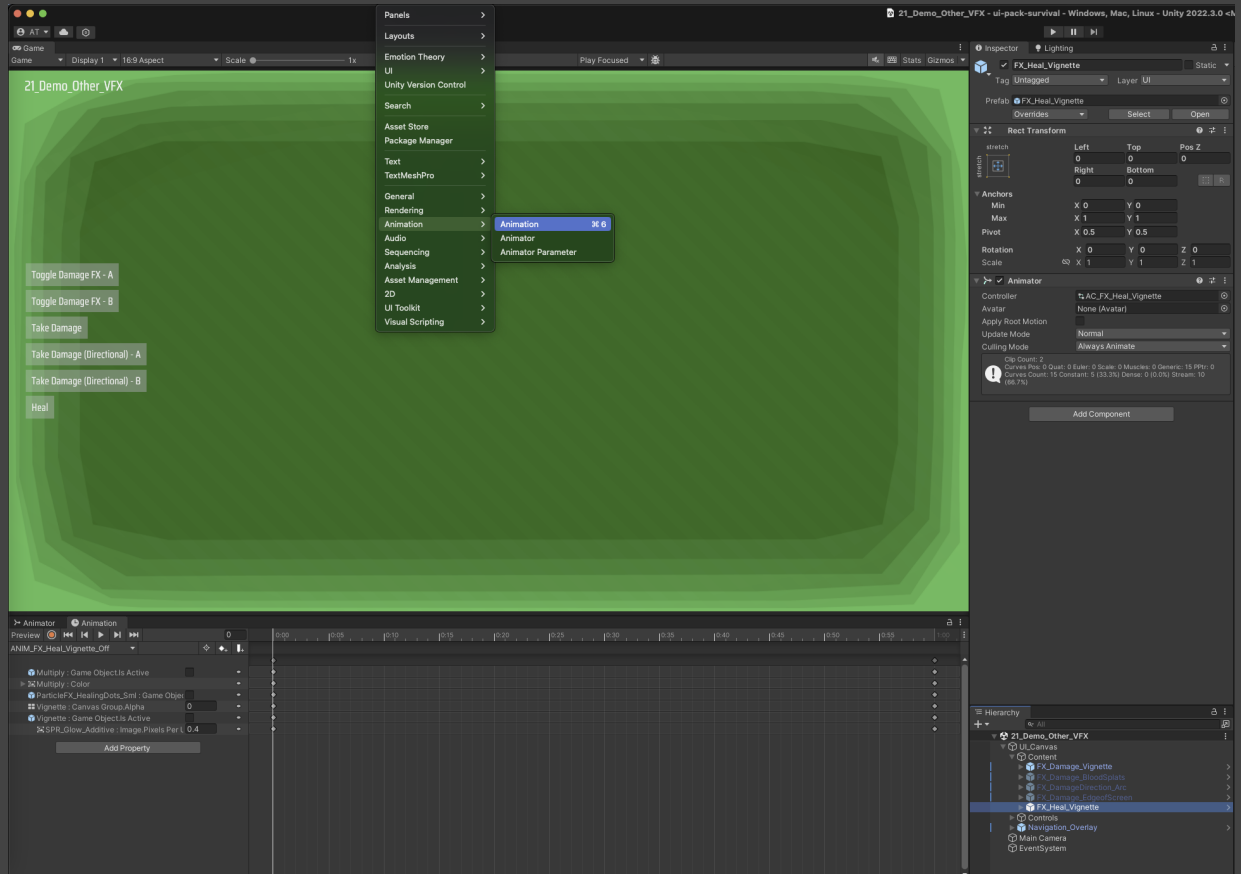 21_Demo_Other_VFX - ui-pack-survival - Windows, Mac, Linux - Unity 2022.3.0 <M
AT
Game
Game Display 1 16:9 Aspect Scale 1x Play Focused Stats Gizmos
21_Demo_Other_VFX
Toggle Damage FX - A
Toggle Damage FX - B
Take Damage
Take Damage (Directional) - A
Take Damage (Directional) - B
Heal
Panels
Layouts
Emotion Theory
UI
Unity Version Control
Search
Asset Store
Package Manager
Text
TextMeshPro
General
Rendering
Animation
Audio
Sequencing
Analysis
Asset Management
2D
UI Toolkit
Visual Scripting
Animation ⌘ 6
Animator
Animator Parameter
Inspector Lighting
FX_Heal_Vignette Static
Tag Untagged Layer UI
Prefab FX_Heal_Vignette
Overrides Select Open
Rect Transform
stretch Left Top Pos Z
stretch 0 0 0
Right Bottom
0 0 R
Anchors
Min X 0 Y 0
Max X 1 Y 1
Pivot X 0.5 Y 0.5
Rotation X 0 Y 0 Z 0
Scale X 1 Y 1 Z 1
Animator
Controller AC_FX_Heal_Vignette
Avatar None (Avatar)
Apply Root Motion
Update Mode Normal
Culling Mode Always Animate
Clip Count: 2
Curves Pos: 0 Quat: 0 Euler: 0 Scale: 0 Muscles: 0 Generic: 15 PPtr: 0
Curves Count: 15 Constant: 5 (33.3%) Dense: 0 (0.0%) Stream: 10
(66.7%)
Add Component
Animator Animation
Preview 0 0:00 0:05 0:10 0:15 0:20 0:25 0:30 0:35 0:40 0:45 0:50 0:55 1:00
ANIM_FX_Heal_Vignette_Off
Multiply : Game Object.Is Active
Multiply : Color
ParticleFX_HealingDots_Sml : Game Objec
Vignette : Canvas Group.Alpha 0
Vignette : Game Object.Is Active
SPR_Glow_Additive : Image.Pixels Per U 0.4
Add Property
Hierarchy
All
21_Demo_Other_VFX
UI_Canvas
Content
FX_Damage_Vignette
FX_Damage_BloodSplats
FX_DamageDirection_Arc
FX_Damage_EdgeofScreen
FX_Heal_Vignette
Controls
Navigation_Overlay
Main Camera
EventSystem